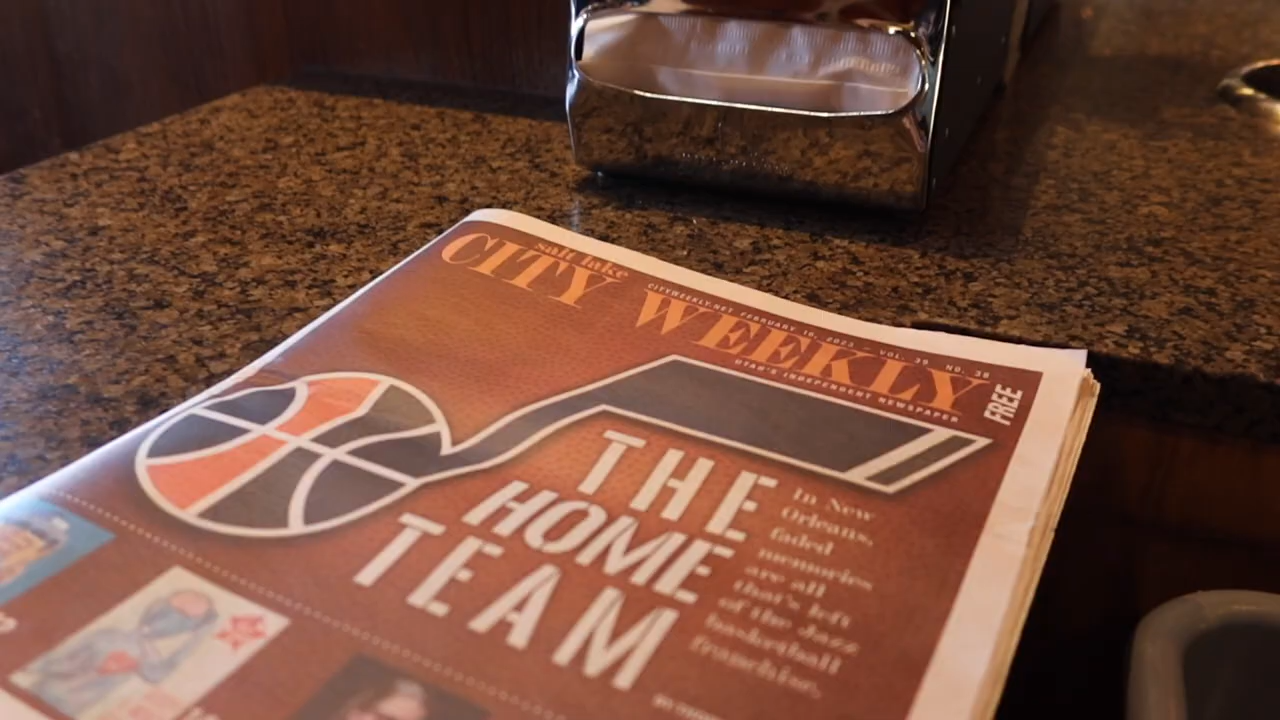 salt lake
CITY WEEKLY
CITYWEEKLY.NET FEBRUARY 16, 2023 — VOL. 39 NO. 38
UTAH'S INDEPENDENT NEWSPAPER
FREE
THE
HOME
TEAM
In New
Orleans,
faded
memories
are all
that's left
of the Jazz
basketball
franchise.